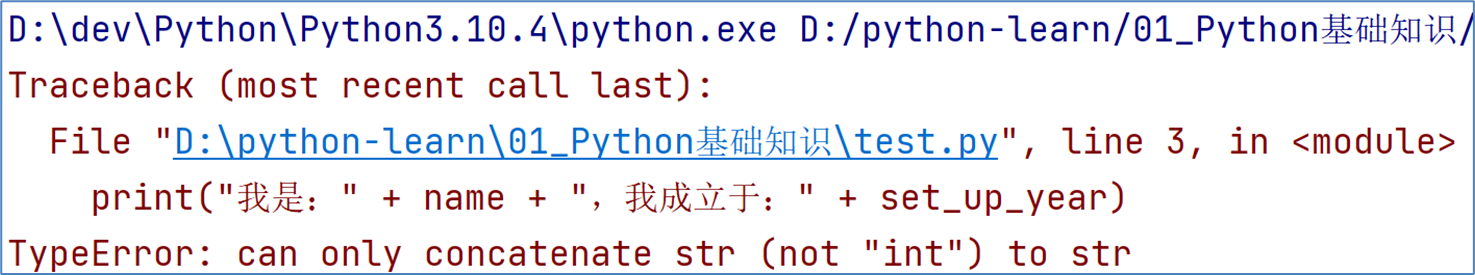 D:\dev\Python\Python3.10.4\python.exe D:/python-learn/01_Python基础知识/
Traceback (most recent call last):
  File "D:\python-learn\01_Python基础知识\test.py", line 3, in <module>
    print("我是：" + name + "，我成立于：" + set_up_year)
TypeError: can only concatenate str (not "int") to str